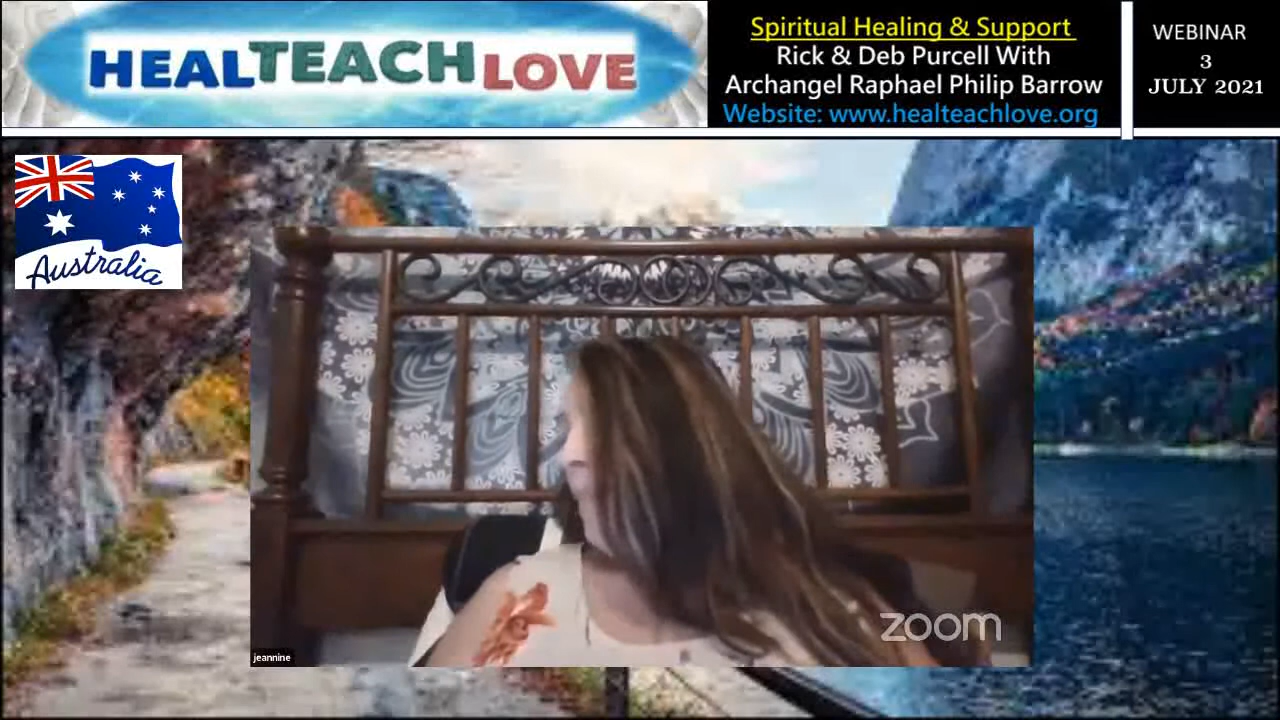 HEALTEACHLOVE
Spiritual Healing & Support
Rick & Deb Purcell With
Archangel Raphael Philip Barrow
Website: www.healteachlove.org
WEBINAR
3
JULY 2021
Australia
zoom
jeannine